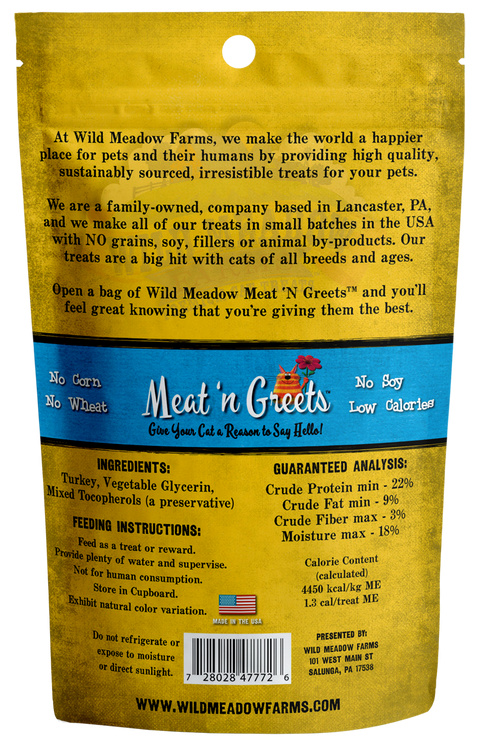 At Wild Meadow Farms, we make the world a happier
place for pets and their humans by providing high quality,
sustainably sourced, irresistible treats for your pets.
We are a family-owned, company based in Lancaster, PA,
and we make all of our treats in small batches in the USA
with NO grains, soy, fillers or animal by-products. Our
treats are a big hit with cats of all breeds and ages.
Open a bag of Wild Meadow Meat 'N Greets™ and you'll
feel great knowing that you're giving them the best.
No Corn
No Wheat
Meat 'n Greets™
Give Your Cat a Reason to Say Hello!
No Soy
Low Calories
INGREDIENTS:
Turkey, Vegetable Glycerin,
Mixed Tocopherols (a preservative)
FEEDING INSTRUCTIONS:
Feed as a treat or reward.
Provide plenty of water and supervise.
Not for human consumption.
Store in Cupboard.
Exhibit natural color variation.
Do not refrigerate or
expose to moisture
or direct sunlight.
GUARANTEED ANALYSIS:
Crude Protein min - 22%
Crude Fat min - 9%
Crude Fiber max - 3%
Moisture max - 18%
Calorie Content
(calculated)
4450 kcal/kg ME
1.3 cal/treat ME
MADE IN THE USA
PRESENTED BY:
WILD MEADOW FARMS
101 WEST MAIN ST
SALUNGA, PA 17538
7 28028 47772 6
WWW.WILDMEADOWFARMS.COM